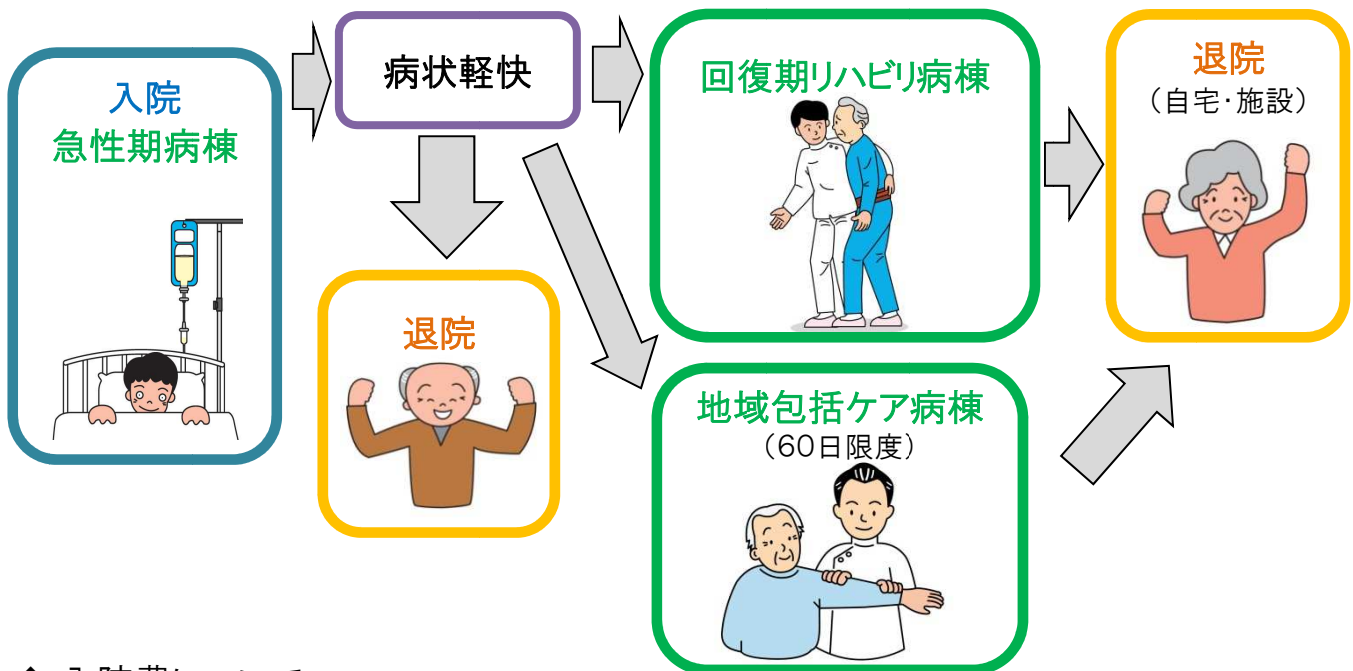 入院
急性期病棟
病状軽快
退院
回復期リハビリ病棟
地域包括ケア病棟
（60日限度）
退院
（自宅･施設）